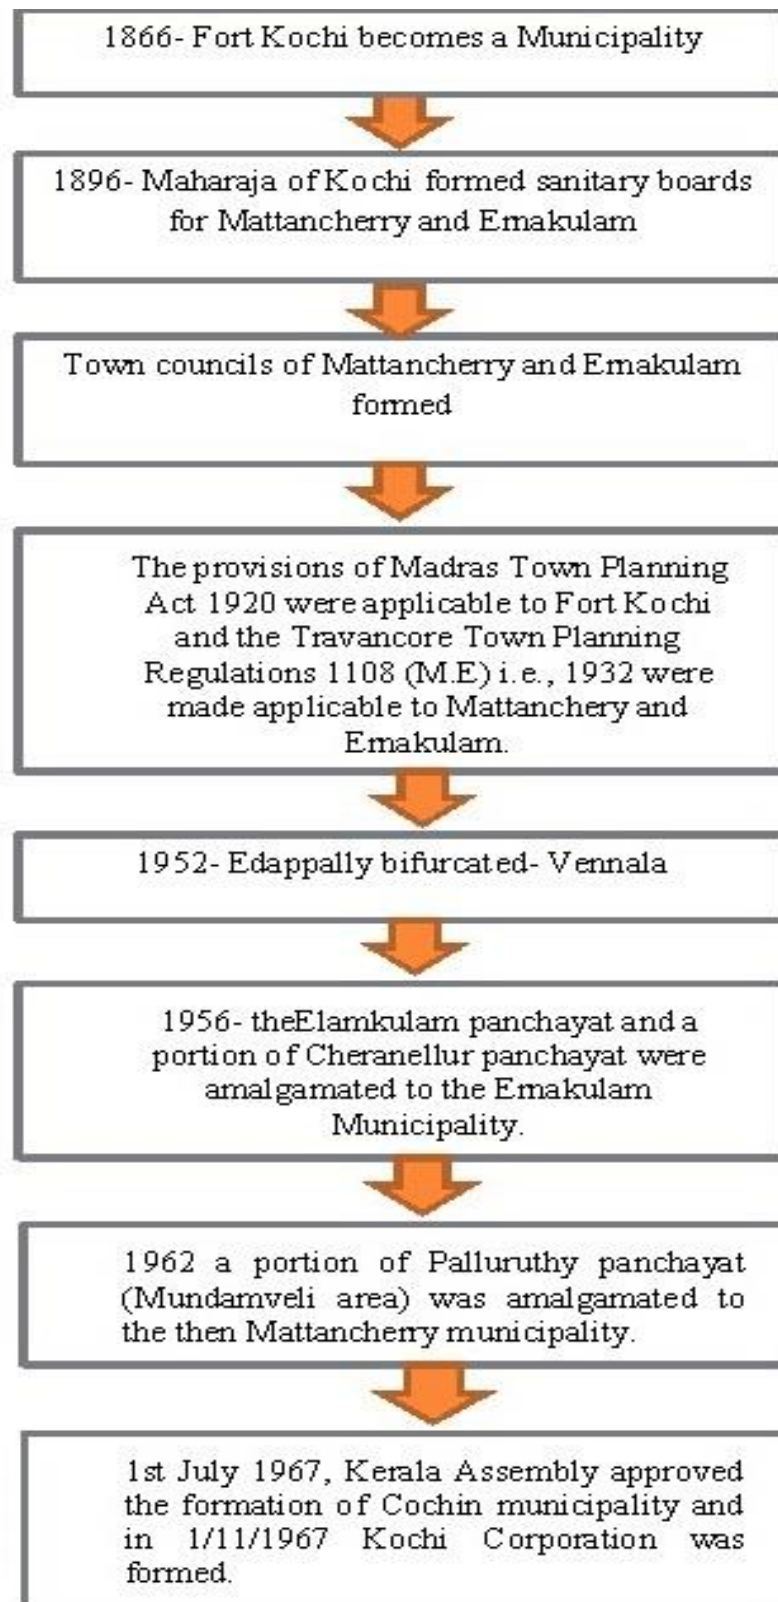 1866- Fort Kochi becomes a Municipality
1896- Maharaja of Kochi formed sanitary boards
for Mattancherry and Ernakulam
Town councils of Mattancherry and Ernakulam
formed
The provisions of Madras Town Planning
Act 1920 were applicable to Fort Kochi
and the Travancore Town Planning
Regulations 1108 (M.E) i.e., 1932 were
made applicable to Mattanchery and
Ernakulam.
1952- Edappally bifurcated- Vennala
1956- theElamkulam panchayat and a
portion of Cheranellur panchayat were
amalgamated to the Ernakulam
Municipality.
1962 a portion of Palluruthy panchayat
(Mundamveli area) was amalgamated to
the then Mattancherry municipality.
1st July 1967, Kerala Assembly approved
the formation of Cochin municipality and
in 1/11/1967 Kochi Corporation was
formed.